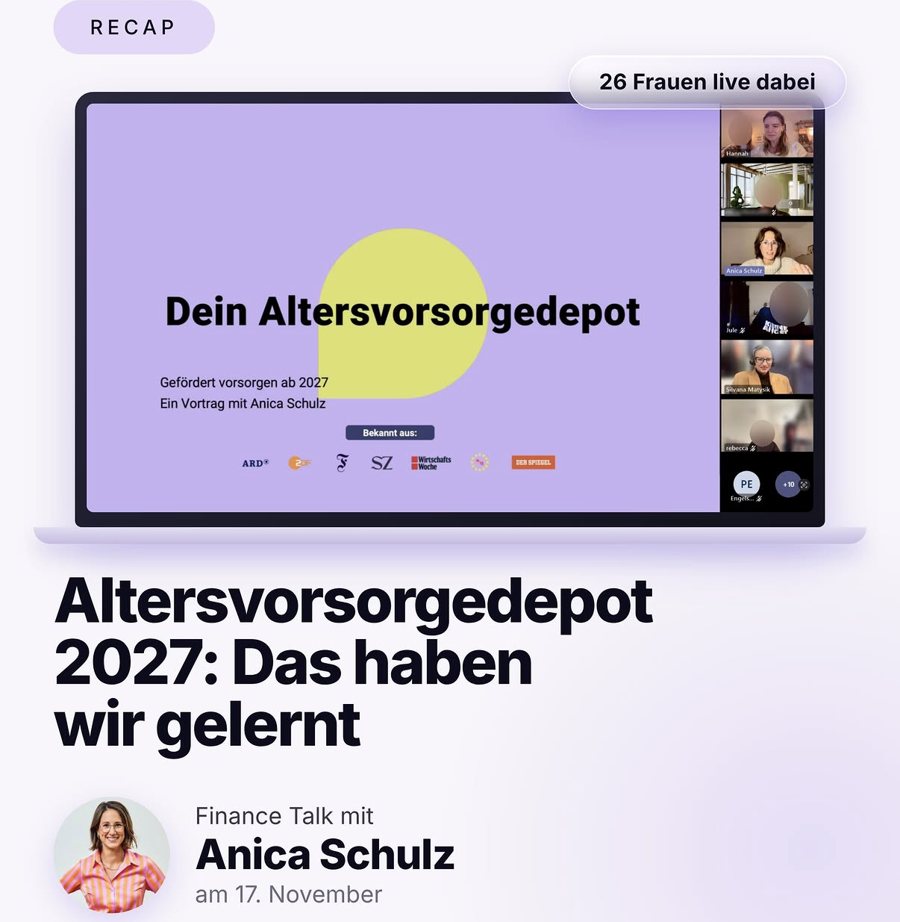 RECAP
26 Frauen live dabei
Dein Altersvorsorgedepot
Gefördert vorsorgen ab 2027
Ein Vortrag mit Anica Schulz
Bekannt aus:
ARD
SZ
Wirtschafts
Woche
DER SPIEGEL
Hannah
Anica Schulz
Jule
Silvana Matysik
rebecca
PE
+10
Engels...
Altersvorsorgedepot
2027: Das haben
wir gelernt
Finance Talk mit
Anica Schulz
am 17. November